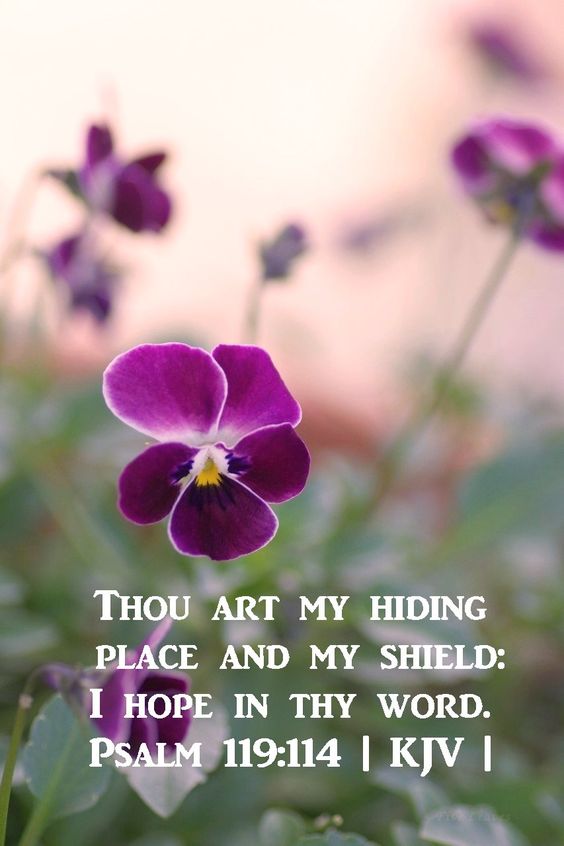 Thou art my hiding
place and my shield:
I hope in thy word.
Psalm 119:114 | KJV |